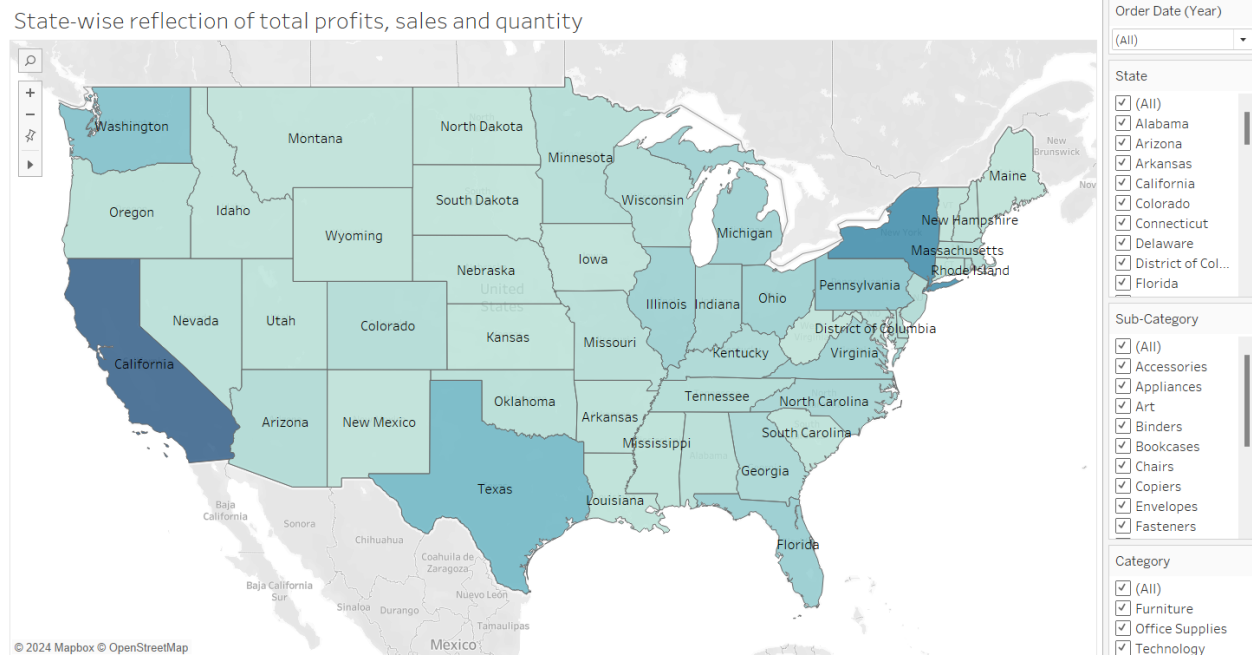 State-wise reflection of total profits, sales and quantity
Washington
Montana
North Dakota
Minnesota
Maine
New
Brunswick
Oregon
Idaho
South Dakota
Wisconsin
Michigan
New Hampshire
Wyoming
Massachusetts
Rhode Island
Nebraska
Iowa
United
States
Pennsylvania
Illinois
Indiana
Ohio
Nevada
Utah
Colorado
Kansas
Missouri
District of Columbia
Kentucky
Virginia
California
Tennessee
North Carolina
Oklahoma
Arkansas
Arizona
New Mexico
Mississippi
South Carolina
Alabama
Georgia
Texas
Louisiana
Florida
Baja
California
Sonora
Chihuahua
Coahuila de
Zaragoza
Baja California
Sur
Sinaloa
Durango
Nuevo León
Tamaulipas
Mexico
© 2024 Mapbox © OpenStreetMap
Order Date (Year)
(All)
State
(All)
Alabama
Arizona
Arkansas
California
Colorado
Connecticut
Delaware
District of Col...
Florida
Sub-Category
(All)
Accessories
Appliances
Art
Binders
Bookcases
Chairs
Copiers
Envelopes
Fasteners
Category
(All)
Furniture
Office Supplies
Technology